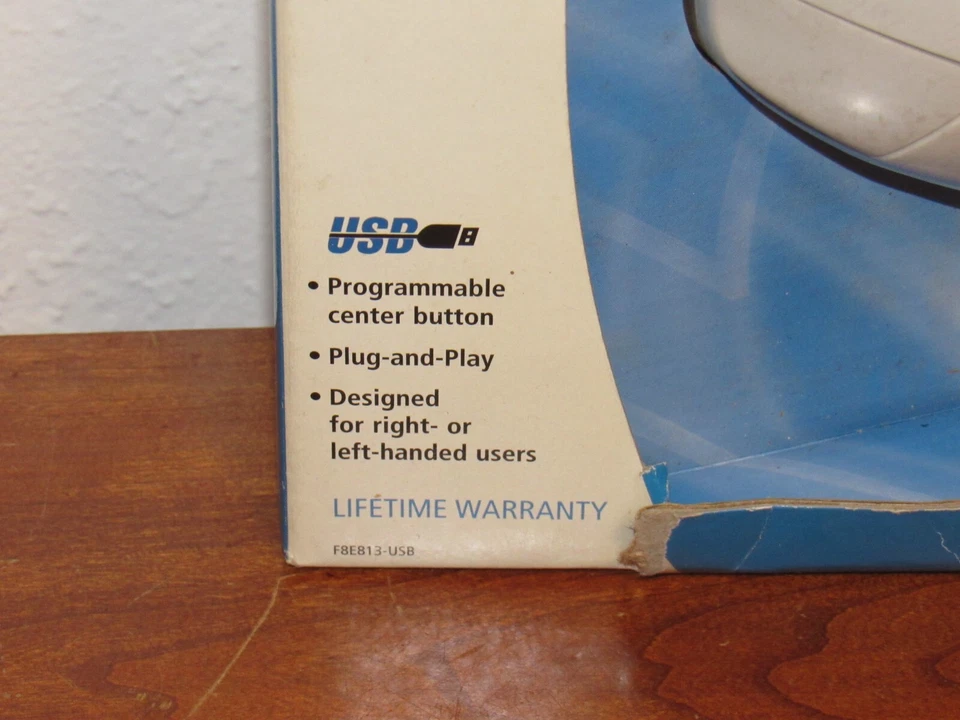 USB
• Programmable
center button
• Plug-and-Play
• Designed
for right- or
left-handed users
LIFETIME WARRANTY
F8E813-USB